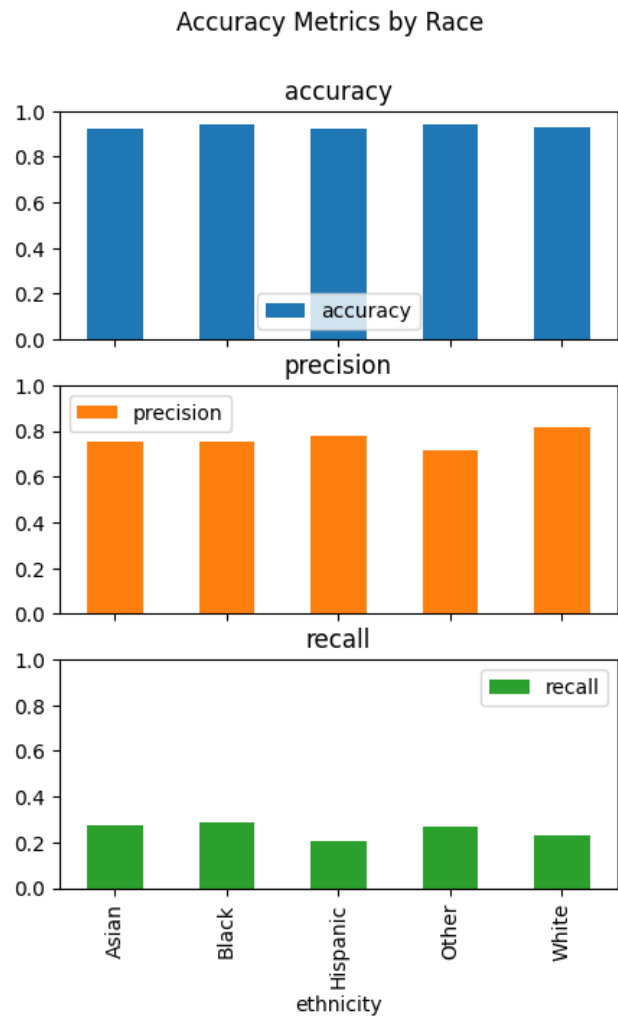 Accuracy Metrics by Race
accuracy
1.0
0.8
0.6
0.4
0.2
0.0
accuracy
precision
1.0
0.8
0.6
0.4
0.2
0.0
precision
recall
1.0
0.8
0.6
0.4
0.2
0.0
recall
Asian
Black
Hispanic
Other
White
ethnicity